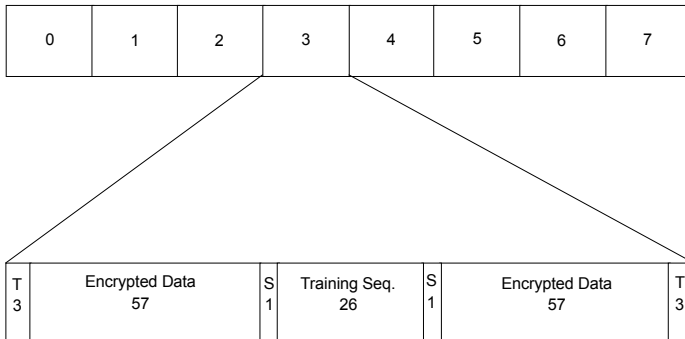 0 1 2 3 4 5 6 7
T Encrypted Data S Training Seq. S Encrypted Data T
3 57 1 26 1 57 3